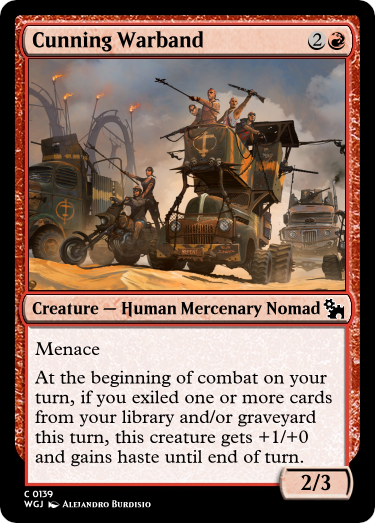 Cunning Warband 2
Creature — Human Mercenary Nomad
Menace
At the beginning of combat on your
turn, if you exiled one or more cards
from your library and/or graveyard
this turn, this creature gets +1/+0
and gains haste until end of turn.
2/3
C 0139
WGJ Alejandro Burdisio